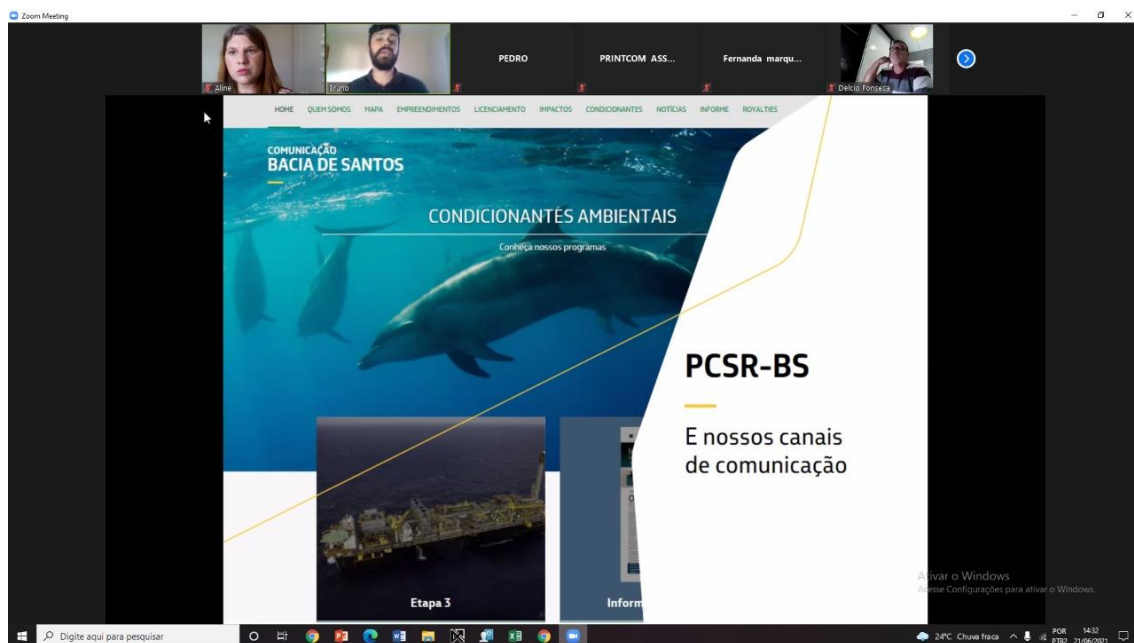 Zoom Meeting
Aline
Bruno
PEDRO
PRINTCOM ASS...
Fernanda marqu...
Delcio Fonseca
HOME QUEM SOMOS MAPA EMPREENDIMENTOS LICENCIAMENTO IMPACTOS CONDICIONANTES NOTÍCIAS INFORME ROYALTIES
COMUNICAÇÃO
BACIA DE SANTOS
CONDICIONANTES AMBIENTAIS
Conheça nossos programas
PCSR-BS
E nossos canais
de comunicação
Etapa 3
Inform
Ativar o Windows
Acesse Configurações para ativar o Windows.
Digite aqui para pesquisar
24°C Chuva fraca
POR 14:32
PTB2 21/06/2021